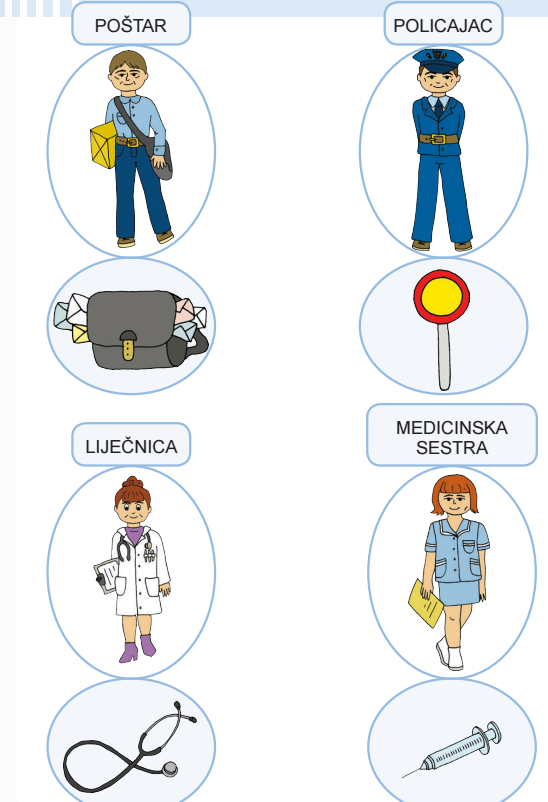 POŠTAR
POLICAJAC
LIJEČNICA
MEDICINSKA
SESTRA